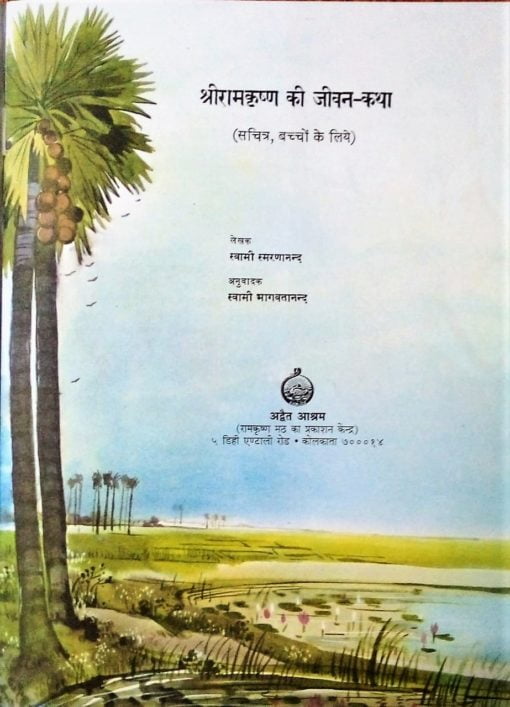 श्रीरामकृष्ण की जीवन-कथा
(सचित्र, बच्चों के लिये)
लेखक
स्वामी स्मरणानन्द
अनुवादक
स्वामी भागवतानन्द
अद्वैत आश्रम
(रामकृष्ण मठ का प्रकाशन केन्द्र)
५ डिही एण्टाली रोड • कोलकाता ७०००१४